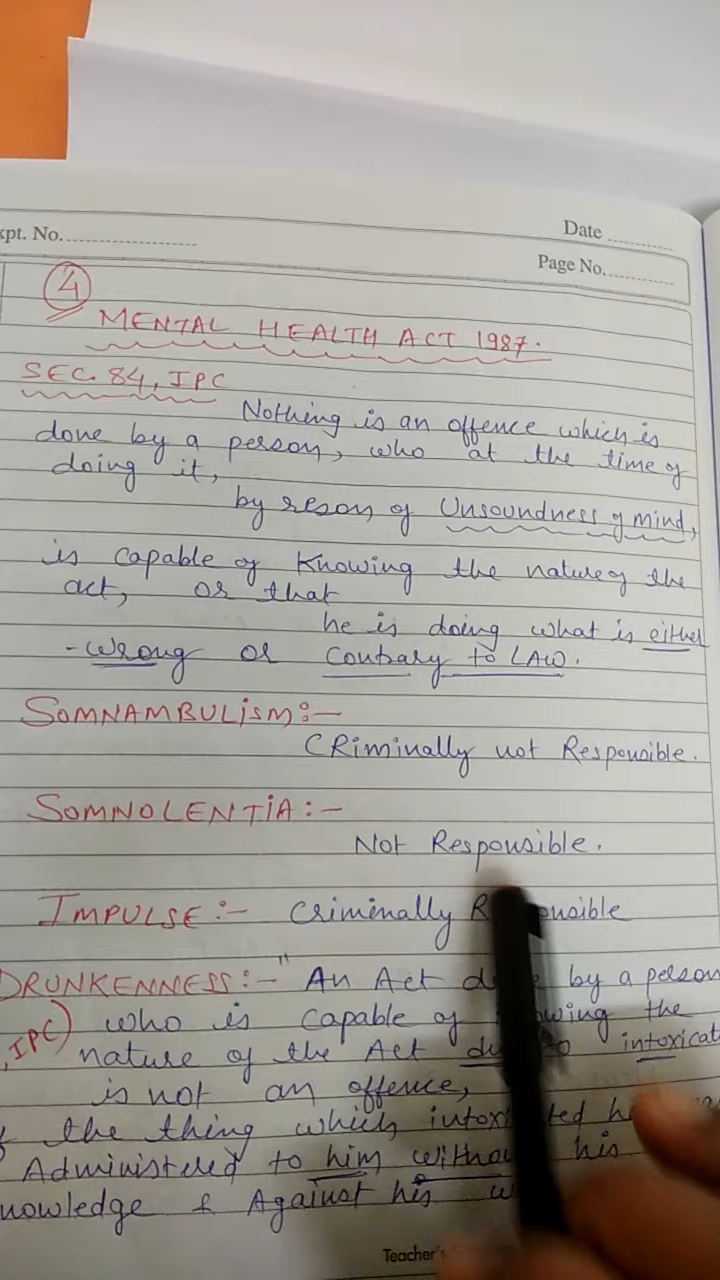 xpt. No.
Date
Page No.
4
MENTAL HEALTH ACT 1987.
SEC. 84, IPC
Nothing is an offence which is
done by a person, who at the time of
doing it,
by reson of Unsoundness of mind,
is capable of Knowing the nature of the
act, or that
he is doing what is either
- wrong or Contrary to LAW.
SOMNAMBULISM:-
CRiminally not Responsible.
SOMNOLENTIA:-
Not Responsible.
IMPULSE:- Criminally R ponsible
DRUNKENNESS:- " An Act by a person
, IPC) who is capable of the
nature of the Act intoxicat
is not an offence,
the thing which
Administered to him his
nowledge & Against his
Teacher's